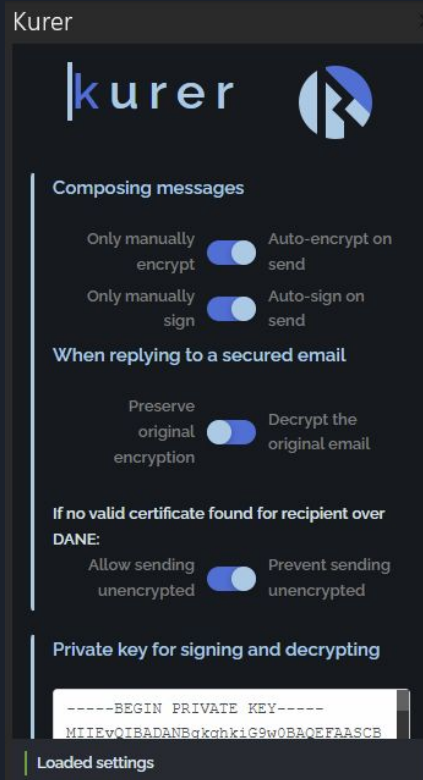 Kurer
kurer
Composing messages
Only manually encrypt
Auto-encrypt on send
Only manually sign
Auto-sign on send
When replying to a secured email
Preserve original encryption
Decrypt the original email
If no valid certificate found for recipient over
DANE:
Allow sending unencrypted
Prevent sending unencrypted
Private key for signing and decrypting
-----BEGIN PRIVATE KEY-----
MIIEvQIBADANBgkqhkiG9w0BAQEFAASCB
Loaded settings